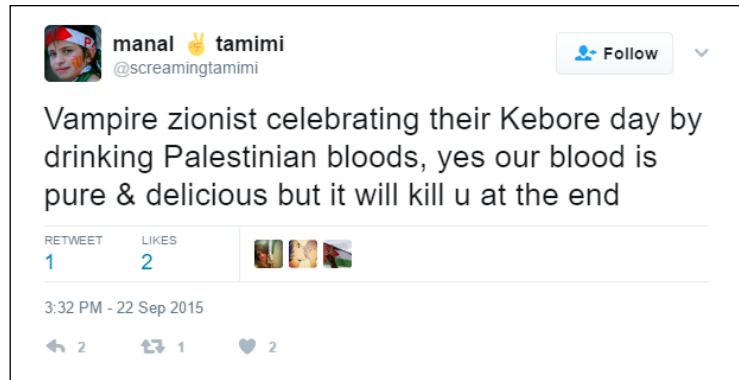 manal ✌ tamimi
@screamingtamimi
Follow
Vampire zionist celebrating their Kebore day by
drinking Palestinian bloods, yes our blood is
pure & delicious but it will kill u at the end
RETWEET LIKES
1 2
3:32 PM - 22 Sep 2015
2 1 2